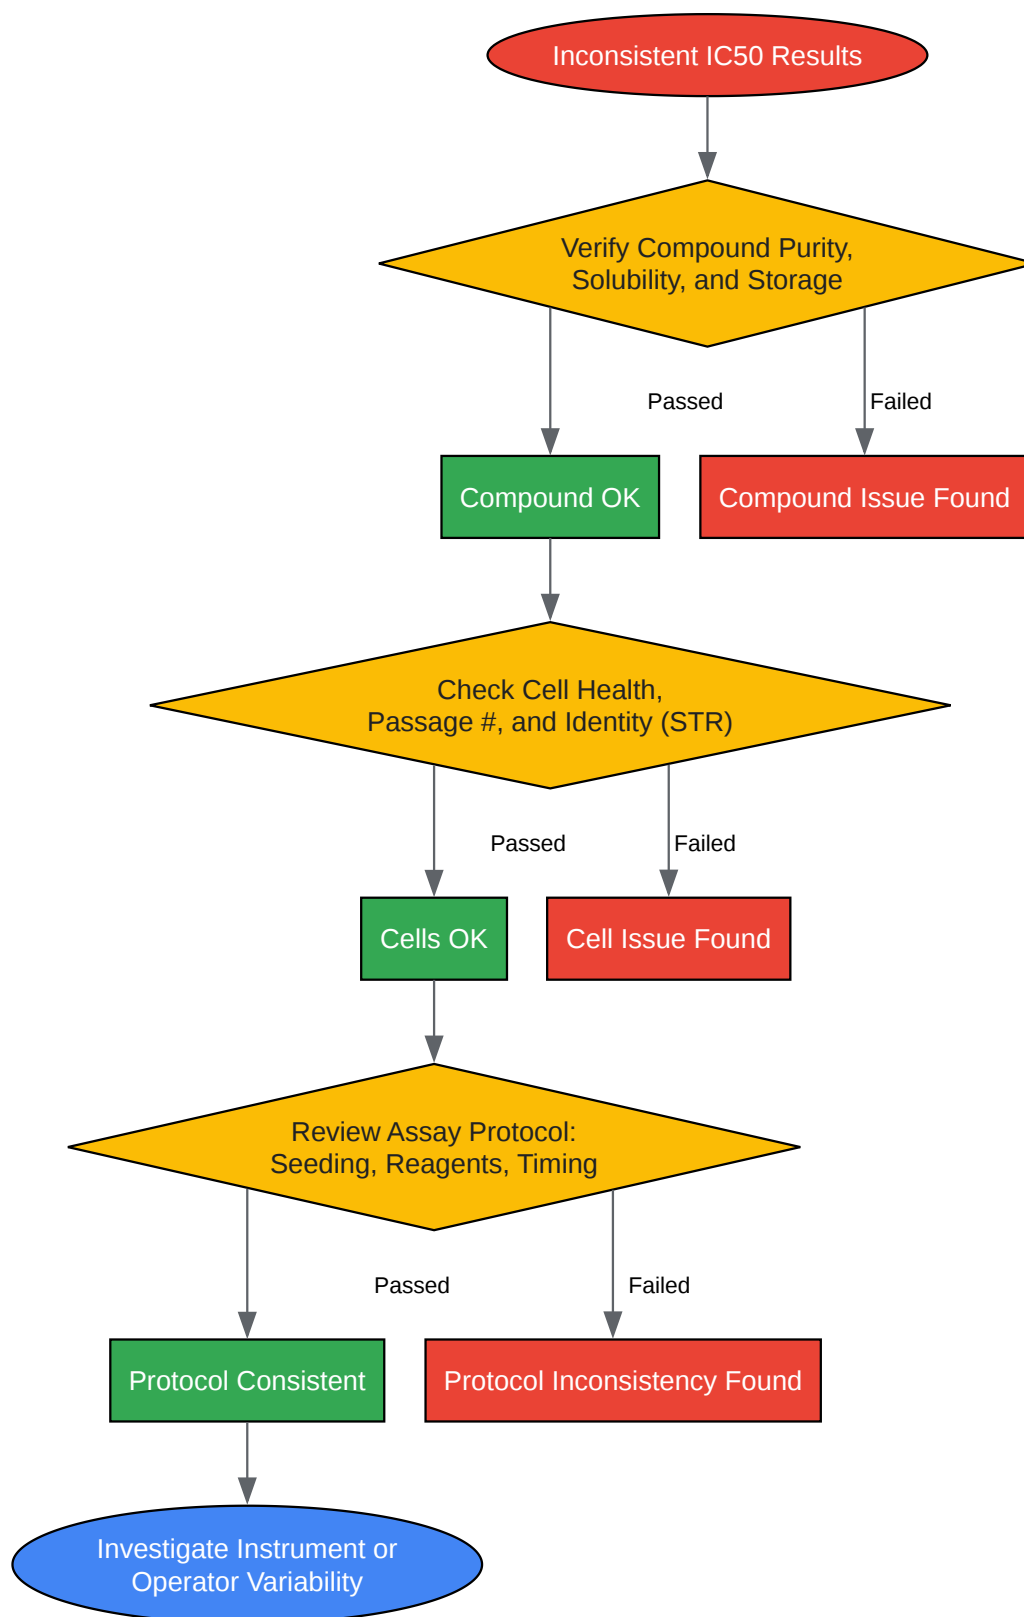 Inconsistent IC50 Results
Verify Compound Purity,
Solubility, and Storage
Passed
Failed
Compound OK
Compound Issue Found
Check Cell Health,
Passage #, and Identity (STR)
Passed
Failed
Cells OK
Cell Issue Found
Review Assay Protocol:
Seeding, Reagents, Timing
Passed
Failed
Protocol Consistent
Protocol Inconsistency Found
Investigate Instrument or
Operator Variability